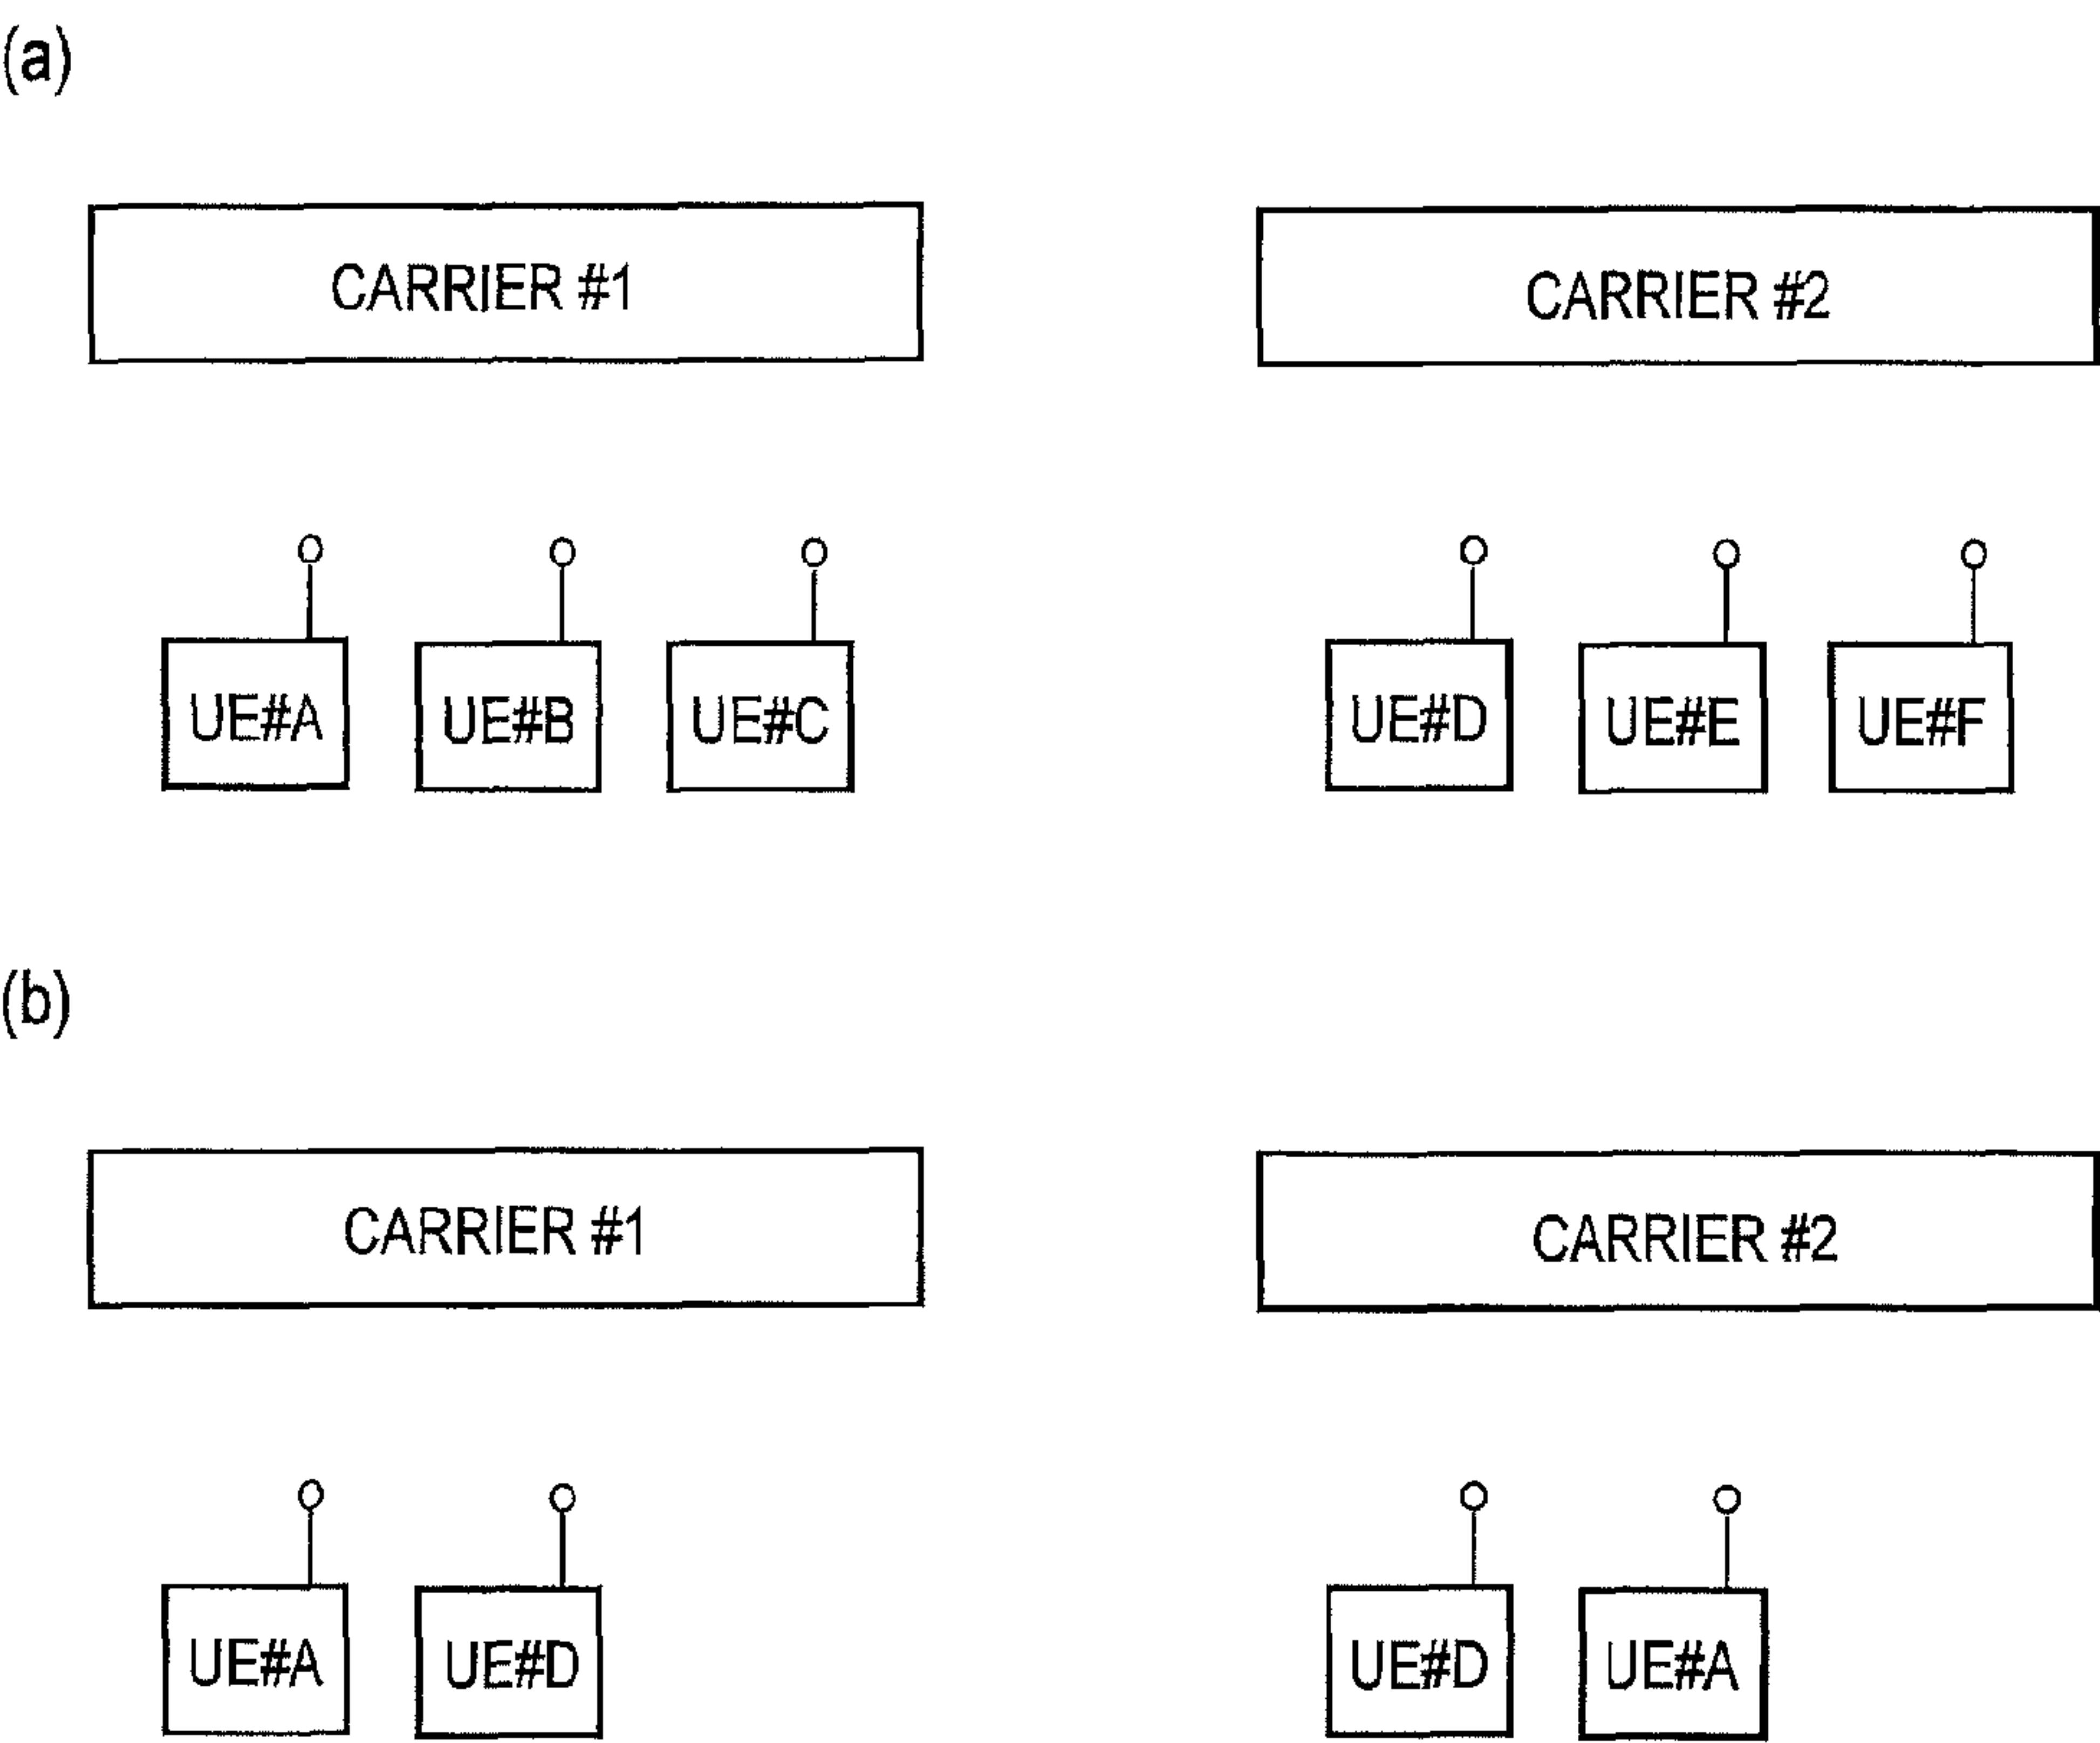 (a)
CARRIER #1
CARRIER #2
UE#A
UE#B
UE#C
UE#D
UE#E
UE#F
(b)
CARRIER #1
CARRIER #2
UE#A
UE#D
UE#D
UE#A